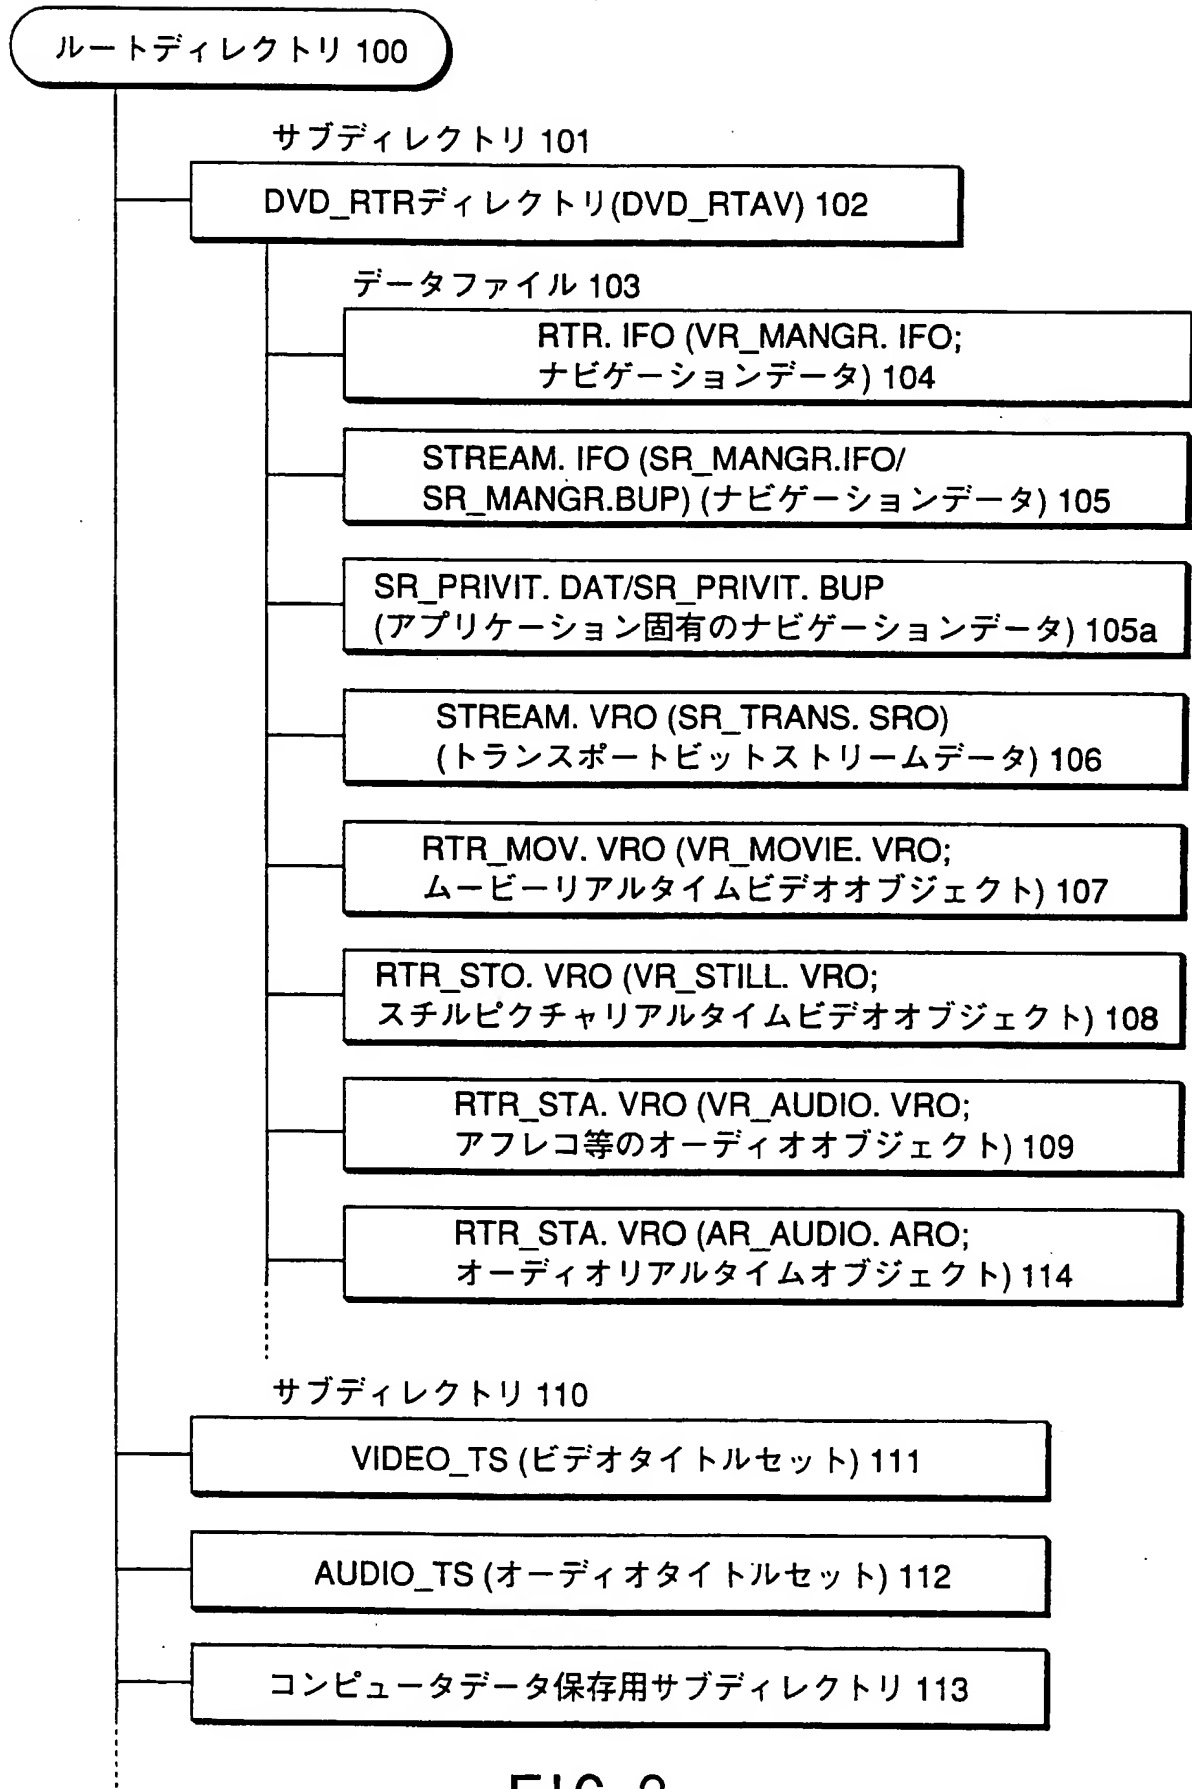 ルートディレクトリ 100
サブディレクトリ 101
DVD_RTRディレクトリ(DVD_RTAV) 102
データファイル 103
RTR. IFO (VR_MANGR. IFO;
ナビゲーションデータ) 104
STREAM. IFO (SR_MANGR.IFO/
SR_MANGR.BUP) (ナビゲーションデータ) 105
SR_PRIVIT. DAT/SR_PRIVIT. BUP
(アプリケーション固有のナビゲーションデータ) 105a
STREAM. VRO (SR_TRANS. SRO)
(トランスポートビットストリームデータ) 106
RTR_MOV. VRO (VR_MOVIE. VRO;
ムービーリアルタイムビデオオブジェクト) 107
RTR_STO. VRO (VR_STILL. VRO;
スチルピクチャリアルタイムビデオオブジェクト) 108
RTR_STA. VRO (VR_AUDIO. VRO;
アフレコ等のオーディオオブジェクト) 109
RTR_STA. VRO (AR_AUDIO. ARO;
オーディオリアルタイムオブジェクト) 114
サブディレクトリ 110
VIDEO_TS (ビデオタイトルセット) 111
AUDIO_TS (オーディオタイトルセット) 112
コンピュータデータ保存用サブディレクトリ 113